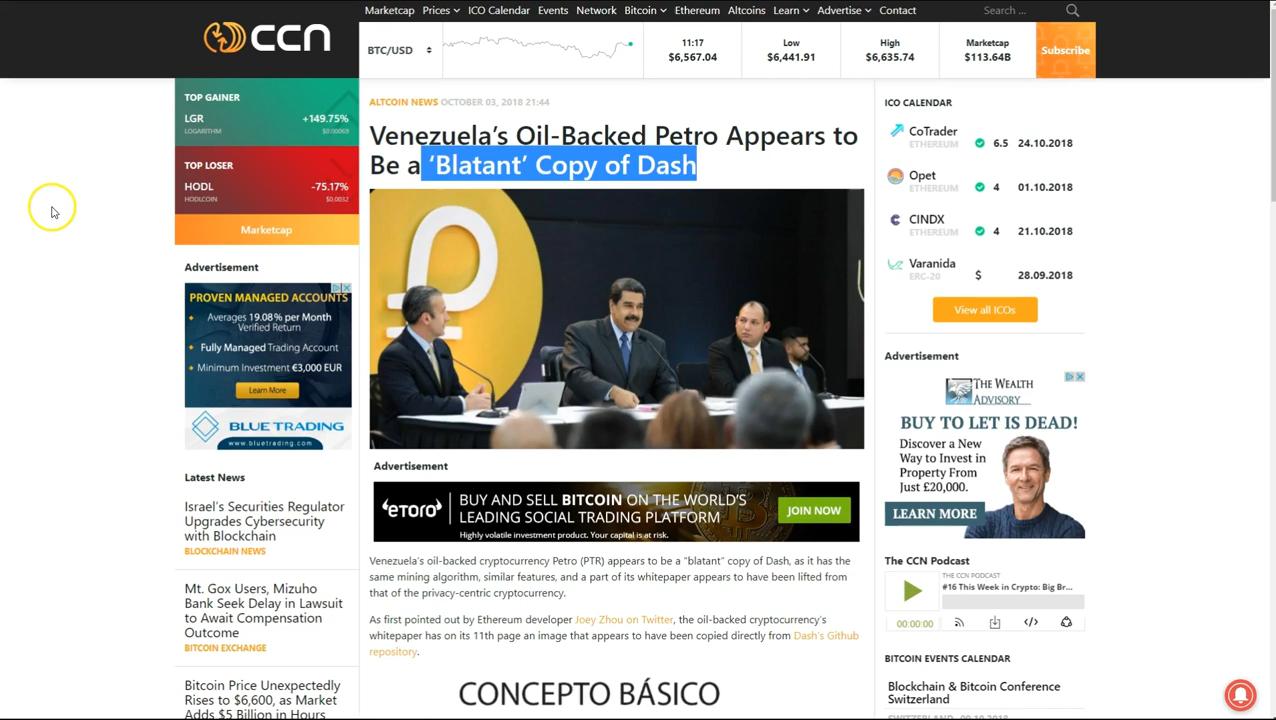 Marketcap Prices ICO Calendar Events Network Bitcoin Ethereum Altcoins Learn Advertise Contact Search ...
CCN
BTC/USD
11:17
$6,567.04
Low
$6,441.91
High
$6,635.74
Marketcap
$113.64B
Subscribe
TOP GAINER
LGR +149.75%
LOGARITHM $0.00069
TOP LOSER
HODL -75.17%
HODLCOIN $0.0032
Marketcap
Advertisement
PROVEN MANAGED ACCOUNTS
Averages 19.08% per Month
Verified Return
Fully Managed Trading Account
Minimum Investment €3,000 EUR
Learn More
BLUE TRADING
www.bluetrading.com
Latest News
Israel's Securities Regulator
Upgrades Cybersecurity
with Blockchain
BLOCKCHAIN NEWS
Mt. Gox Users, Mizuho
Bank Seek Delay in Lawsuit
to Await Compensation
Outcome
BITCOIN EXCHANGE
Bitcoin Price Unexpectedly
Rises to $6,600, as Market
Adds $5 Billion in Hours
ALTCOIN NEWS OCTOBER 03, 2018 21:44
Venezuela's Oil-Backed Petro Appears to
Be a 'Blatant' Copy of Dash
Advertisement
etoro
BUY AND SELL BITCOIN ON THE WORLD'S
LEADING SOCIAL TRADING PLATFORM
Highly volatile investment product. Your capital is at risk.
JOIN NOW
Venezuela's oil-backed cryptocurrency Petro (PTR) appears to be a "blatant" copy of Dash, as it has the
same mining algorithm, similar features, and a part of its whitepaper appears to have been lifted from
that of the privacy-centric cryptocurrency.
As first pointed out by Ethereum developer Joey Zhou on Twitter, the oil-backed cryptocurrency's
whitepaper has on its 11th page an image that appears to have been copied directly from Dash's Github
repository.
CONCEPTO BÁSICO
ICO CALENDAR
CoTrader
ETHEREUM 6.5 24.10.2018
Opet
ETHEREUM 4 01.10.2018
CINDX
ETHEREUM 4 21.10.2018
Varanida
ERC-20 $ 28.09.2018
View all ICOs
Advertisement
THE WEALTH
ADVISORY
BUY TO LET IS DEAD!
Discover a New
Way to Invest in
Property From
Just £20,000.
LEARN MORE
The CCN Podcast
THE CCN PODCAST
#16 This Week in Crypto: Big Br...
00:00:00
BITCOIN EVENTS CALENDAR
Blockchain & Bitcoin Conference
Switzerland